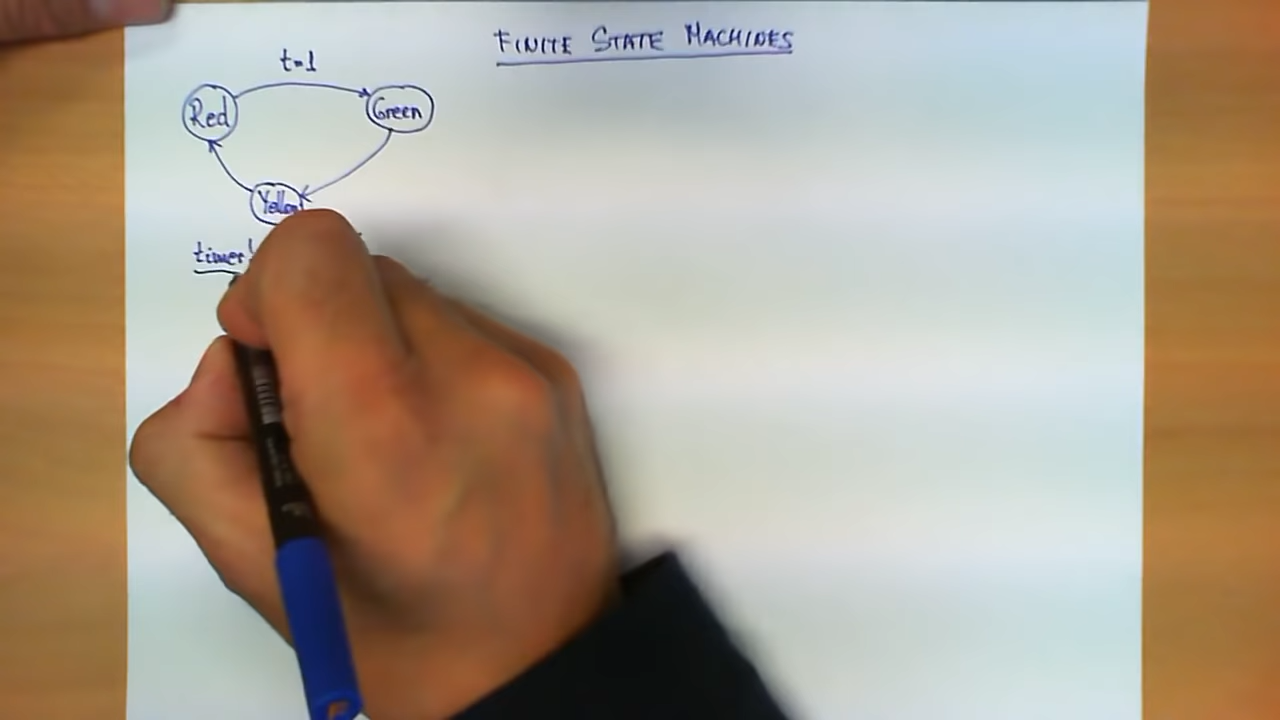 FINITE STATE MACHINES
t=1
Red
Green
Yellow
timer!